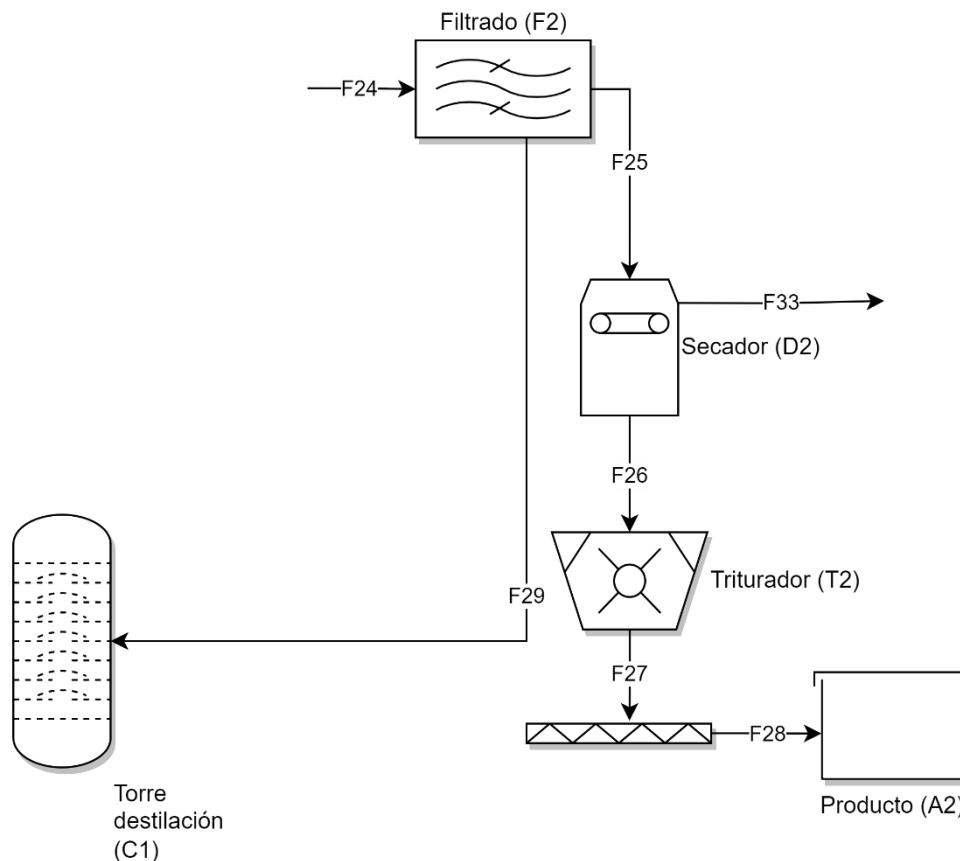 Filtrado (F2)
F24
F25
F33
Secador (D2)
F26
Triturador (T2)
F29
F27
F28
Torre
destilación
(C1)
Producto (A2)